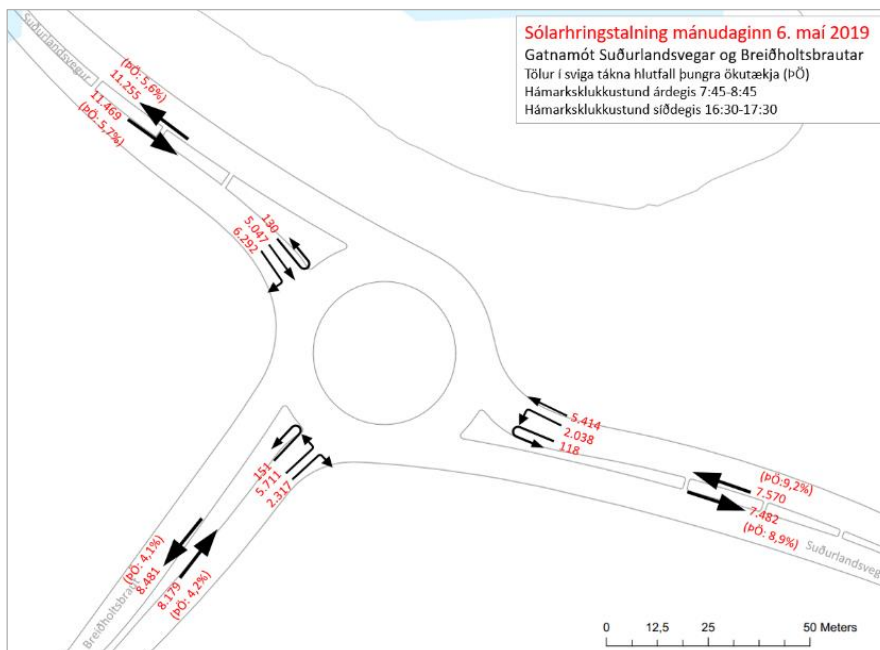 Sólarhringstalning mánudaginn 6. maí 2019
Gatnamót Suðurlandsvegar og Breiðholtsbrautar
Tölur í sviga tákna hlutfall þungra ökutækja (ÞÖ)
Hámarksklukkustund árdegis 7:45-8:45
Hámarksklukkustund síðdegis 16:30-17:30
Suðurlandsvegur
(ÞÖ: 5,6%)
11.255
11.469
(ÞÖ: 5,7%)
130
5.047
6.292
5.414
2.038
118
(ÞÖ:9,2%)
7.570
7.482
(ÞÖ: 8,9%)
Suðurlandsveg
151
5.711
2.317
(ÞÖ: 4,1%)
8.481
8.179
(ÞÖ: 4,2%)
Breiðholtsbraut
0 12,5 25 50 Meters